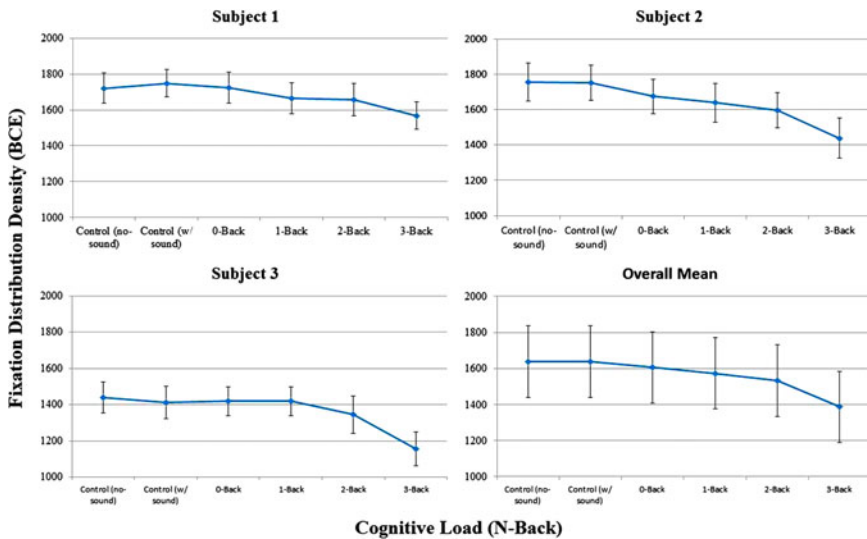 Subject 1
2000
1800
1600
1400
1200
1000
Control (no-
sound)
Control (w/
sound)
0-Back
1-Back
2-Back
3-Back
Subject 2
2000
1800
1600
1400
1200
1000
Control (no-
sound)
Control (w/
sound)
0-Back
1-Back
2-Back
3-Back
Fixation Distribution Density (BCE)
Subject 3
2000
1800
1600
1400
1200
1000
Control (no-
sound)
Control (w/
sound)
0-Back
1-Back
2-Back
3-Back
Overall Mean
2000
1800
1600
1400
1200
1000
Control (no-
sound)
Control (w/
sound)
0-Back
1-Back
2-Back
3-Back
Cognitive Load (N-Back)